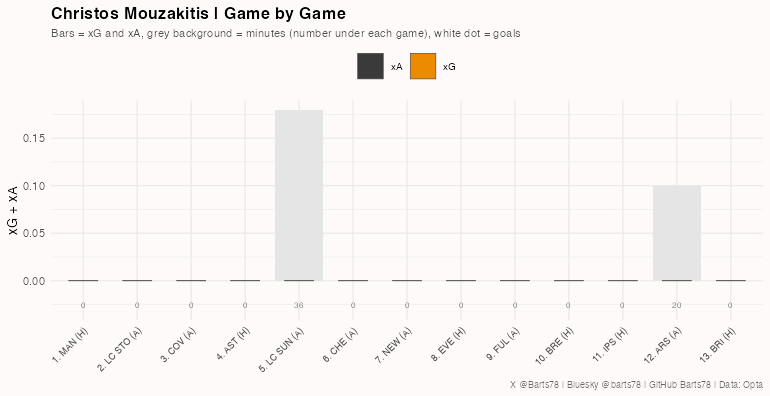 Christos Mouzakitis | Game by Game
Bars = xG and xA, grey background = minutes (number under each game), white dot = goals
xA xG
xG + xA
0.15
0.10
0.05
0.00
0 0 0 0 36 0 0 0 0 0 0 20 0
1. MAN (H)
2. LC STO (A)
3. COV (A)
4. AST (H)
5. LC SUN (A)
6. CHE (A)
7. NEW (A)
8. EVE (H)
9. FUL (A)
10. BRE (H)
11. IPS (H)
12. ARS (A)
13. BRI (H)
X @Barts78 | Bluesky @barts78 | GitHub Barts78 | Data: Opta